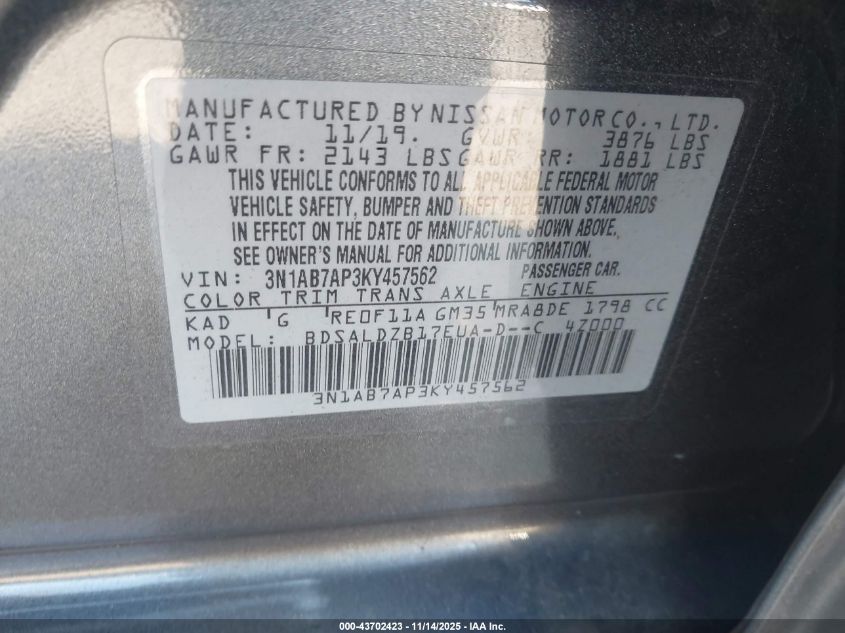 MANUFACTURED BY NISSAN MOTOR CO., LTD.
DATE: 11/19. GVWR: 3876 LBS
GAWR FR: 2143 LBS GAWR RR: 1881 LBS
THIS VEHICLE CONFORMS TO ALL APPLICABLE FEDERAL MOTOR
VEHICLE SAFETY, BUMPER AND THEFT PREVENTION STANDARDS
IN EFFECT ON THE DATE OF MANUFACTURE SHOWN ABOVE.
SEE OWNER'S MANUAL FOR ADDITIONAL INFORMATION.
VIN: 3N1AB7AP3KY457562 PASSENGER CAR.
COLOR TRIM TRANS AXLE ENGINE
KAD G RE0F11A GM35 MRA8DE 1798 CC
MODEL: BDSALDZB17EUA-D--C 4Z000
3N1AB7AP3KY457562
000-43702423 - 11/14/2025 - IAA Inc.